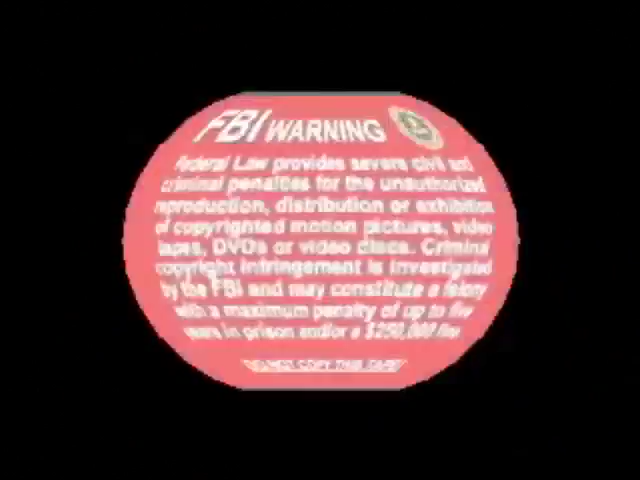 FBI WARNING
Federal Law provides severe civil and
criminal penalties for the unauthorized
reproduction, distribution or exhibition
of copyrighted motion pictures, video
tapes, DVDs or video discs. Criminal
copyright infringement is investigated
by the FBI and may constitute a felony
with a maximum penalty of up to five
years in prison and/or a $250,000 fine